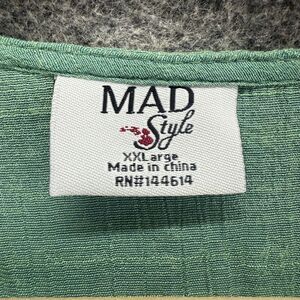 MAD
Style
XXLarge
Made in china
RN#144614